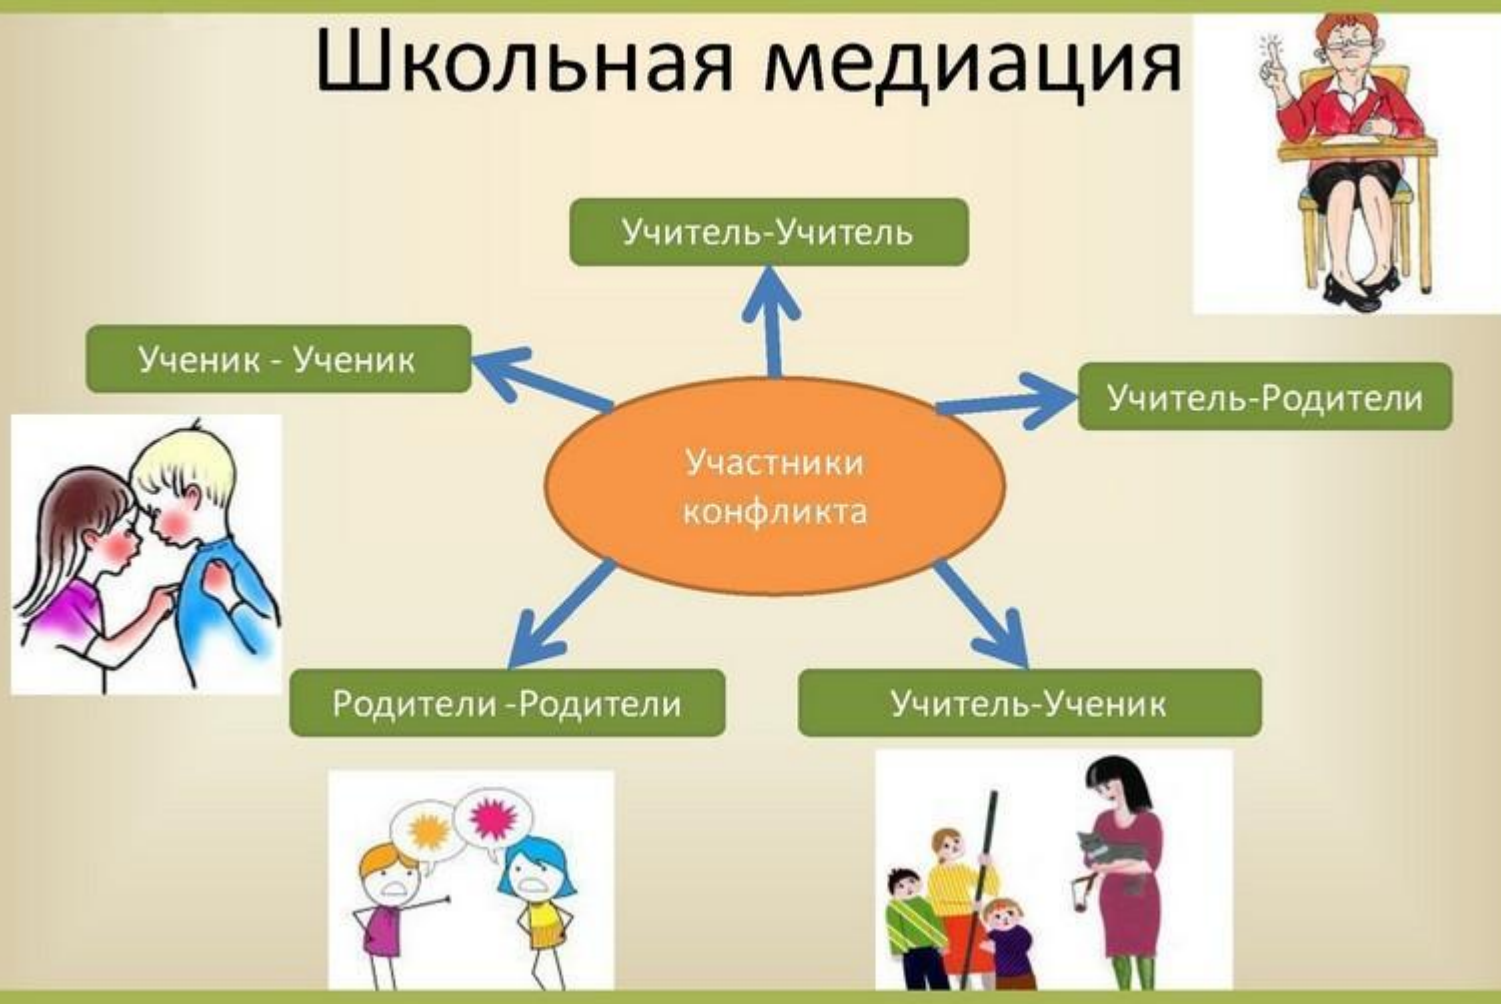 Школьная медиация
Учитель-Учитель
Ученик - Ученик
Учитель-Родители
Участники
конфликта
Родители -Родители
Учитель-Ученик